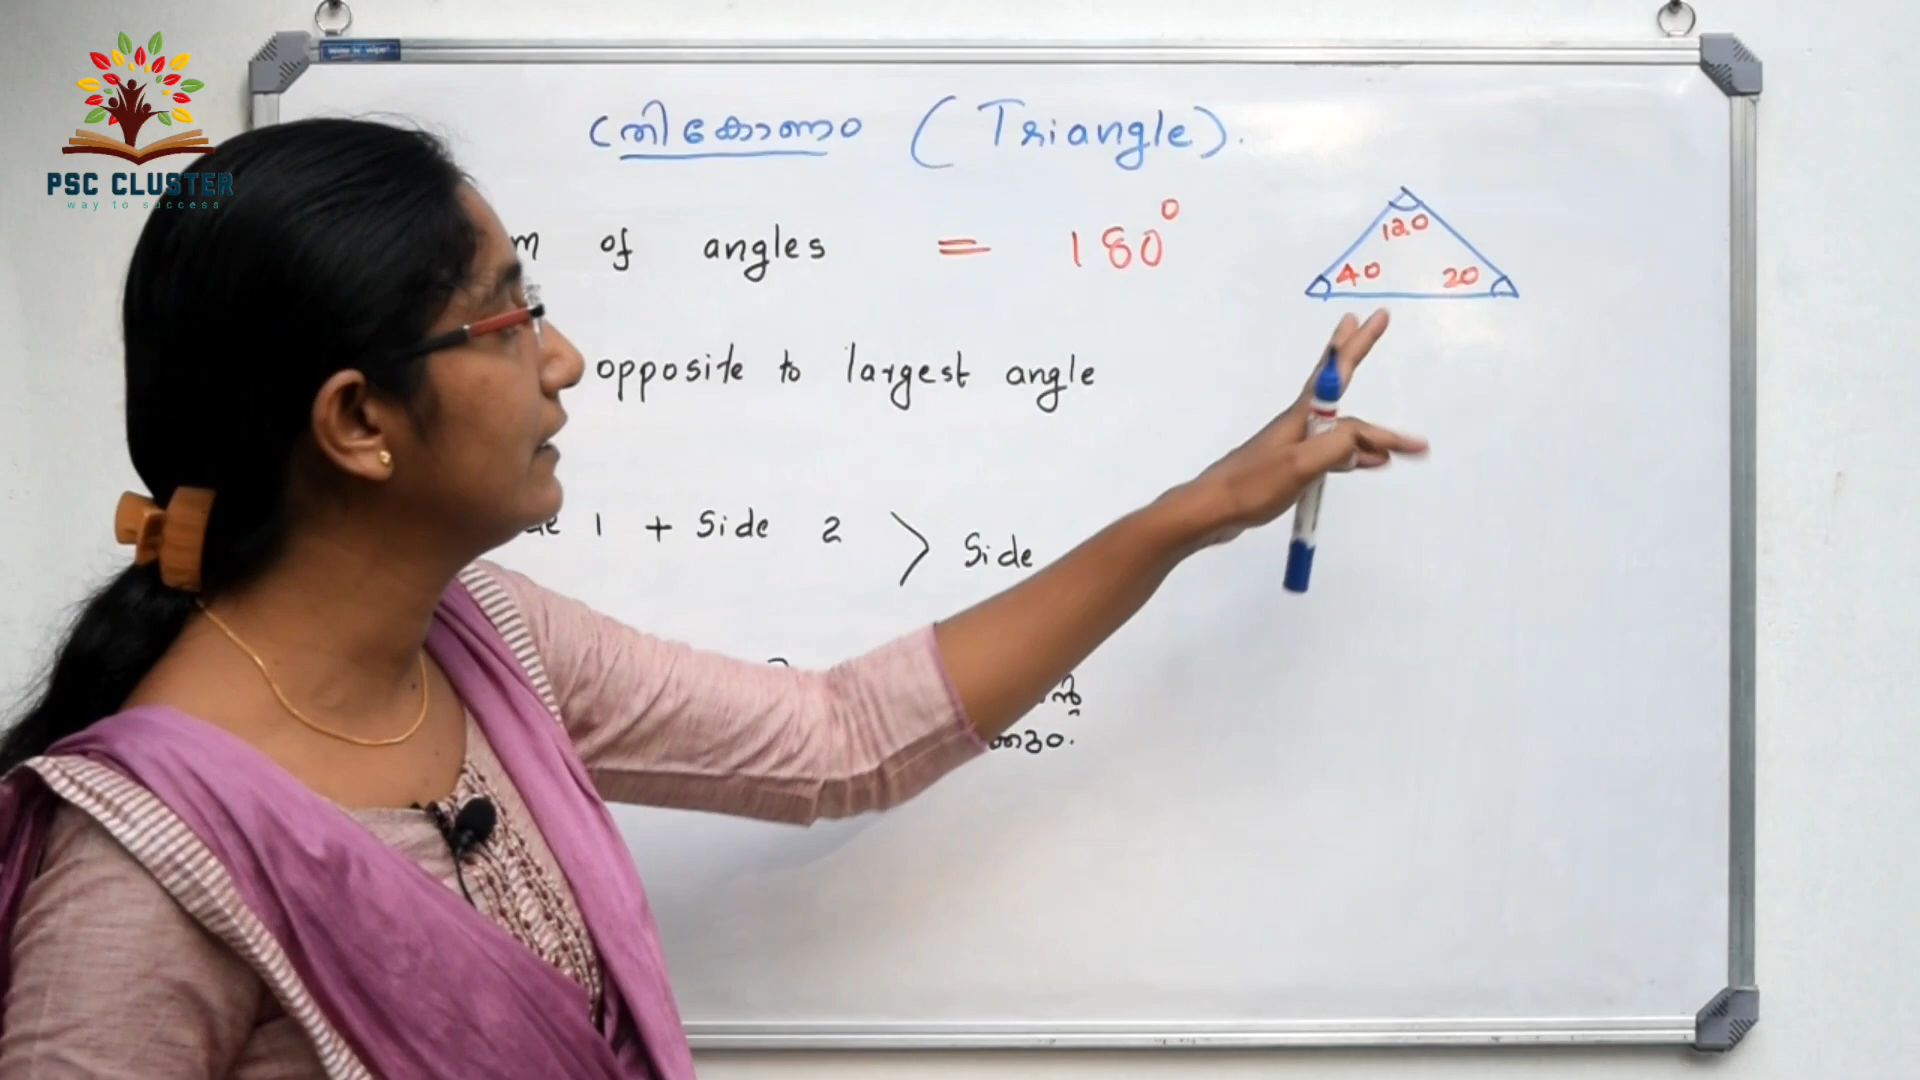 PSC CLUSTER
way to success
ത്രികോണം (Triangle).
of angles = 180°
120
40 20
opposite to largest angle
1 + Side 2 > Side